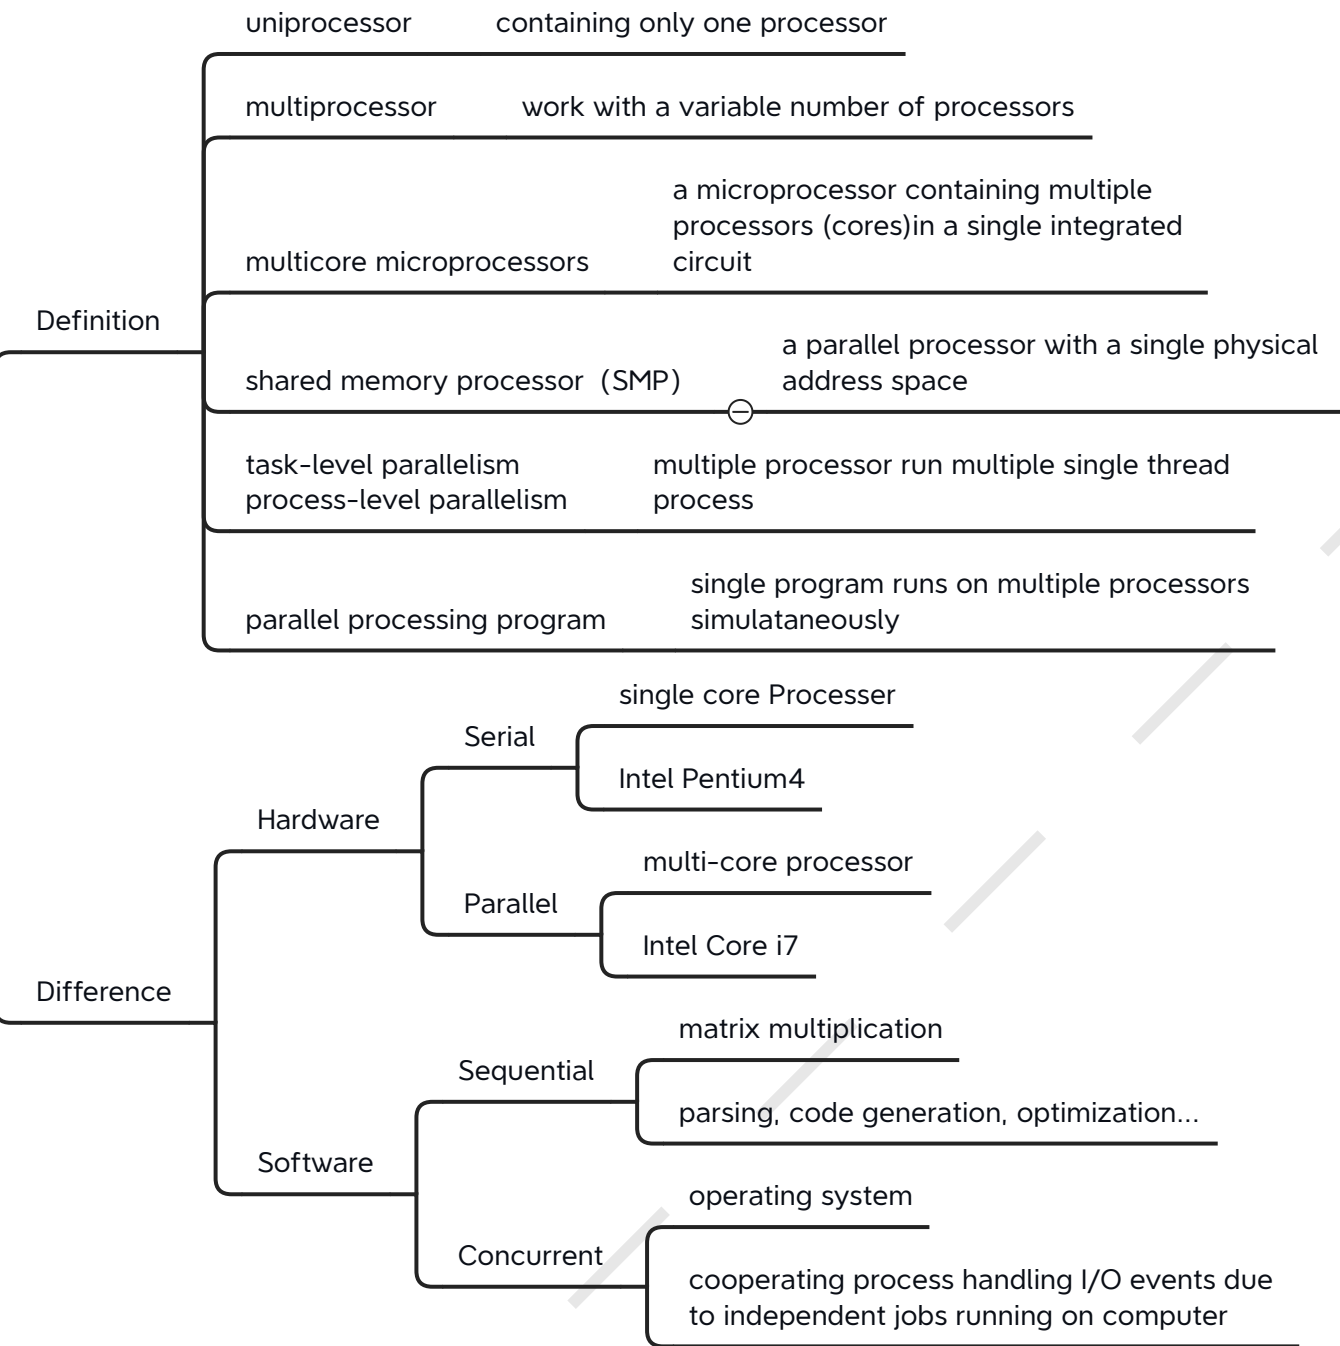 uniprocessor containing only one processor
multiprocessor work with a variable number of processors
a microprocessor containing multiple
processors (cores)in a single integrated
multicore microprocessors circuit
Definition
a parallel processor with a single physical
shared memory processor (SMP) address space
task-level parallelism multiple processor run multiple single thread
process-level parallelism process
single program runs on multiple processors
parallel processing program simulataneously
single core Processer
Serial
Intel Pentium4
Hardware
multi-core processor
Parallel
Intel Core i7
Difference
matrix multiplication
Sequential
parsing, code generation, optimization...
Software
operating system
Concurrent
cooperating process handling I/O events due
to independent jobs running on computer